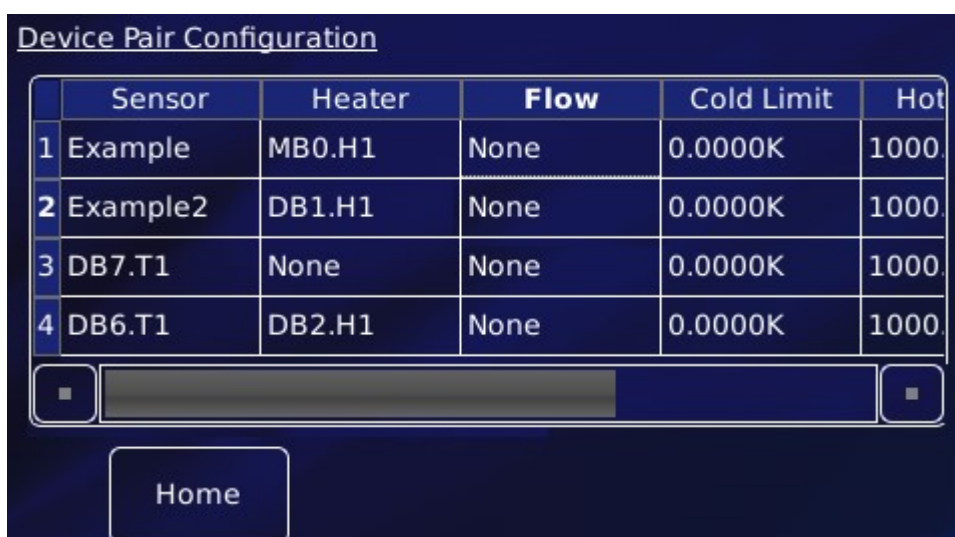 Device Pair Configuration
Sensor Heater Flow Cold Limit Hot
1 Example MB0.H1 None 0.0000K 1000.
2 Example2 DB1.H1 None 0.0000K 1000.
3 DB7.T1 None None 0.0000K 1000.
4 DB6.T1 DB2.H1 None 0.0000K 1000.
Home